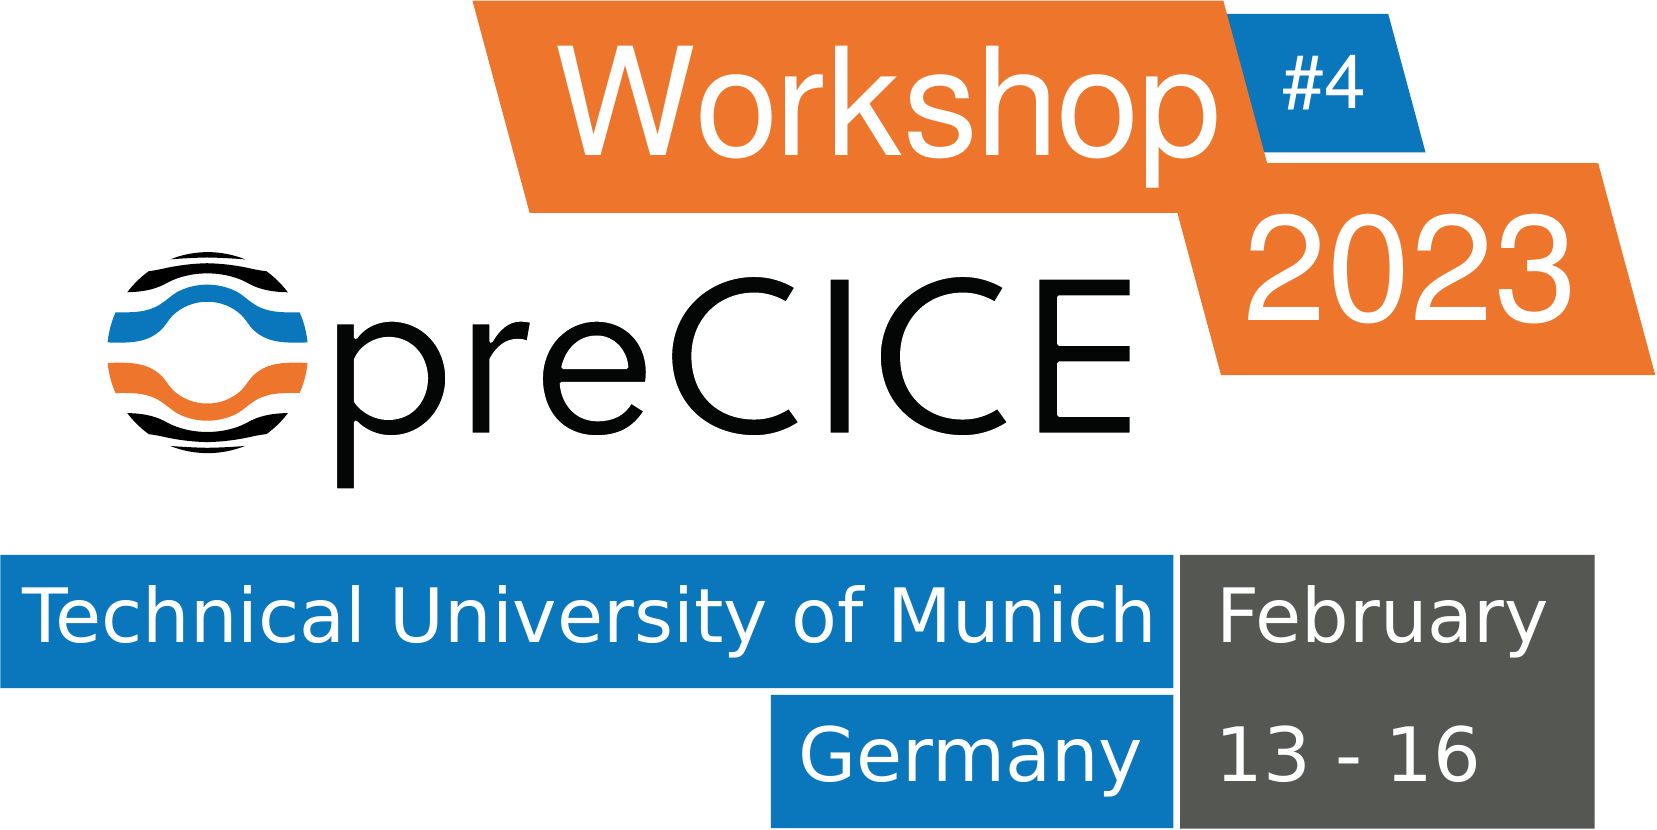 Workshop
#4
2023
preCICE
Technical University of Munich
Germany
February
13 - 16